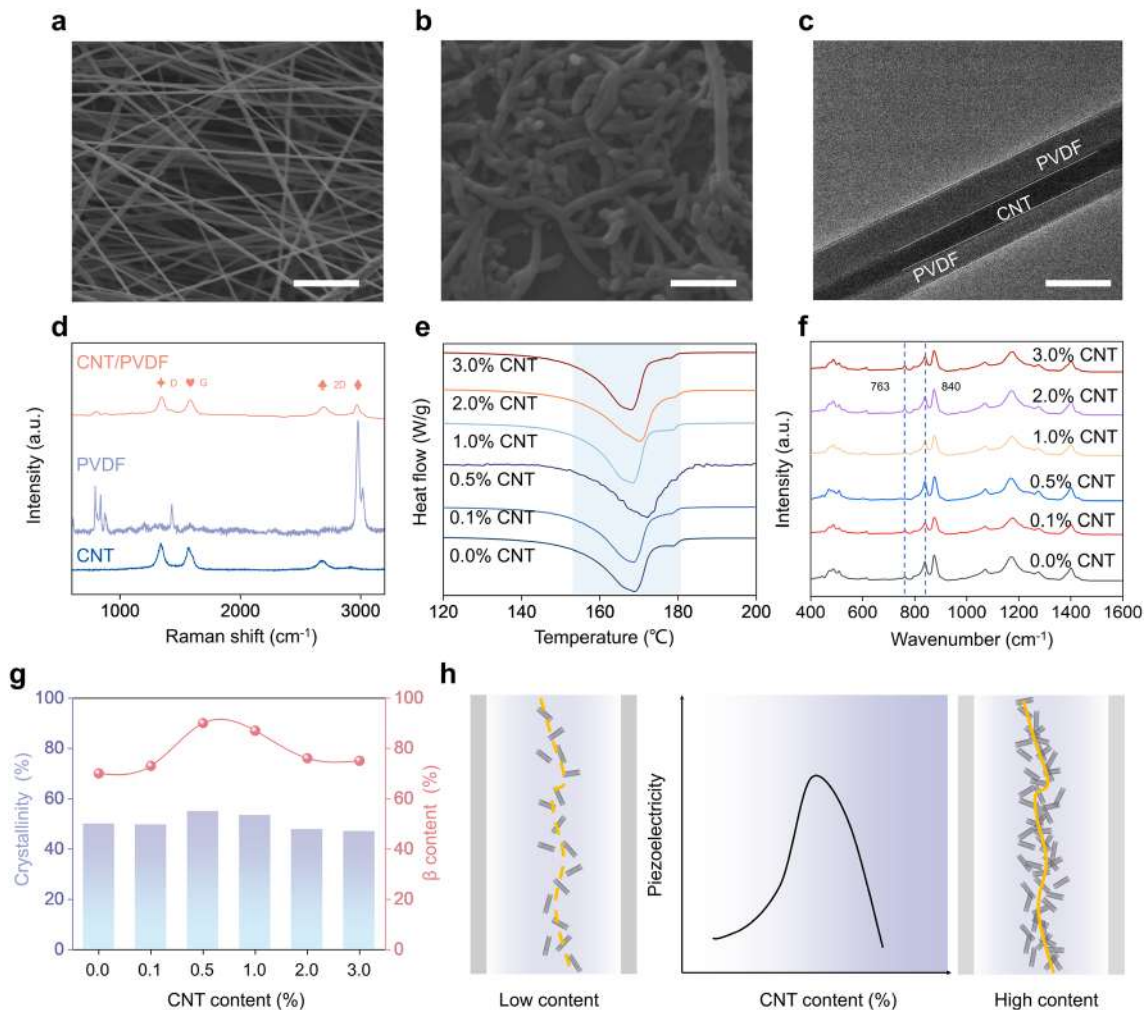 a
b
c
PVDF
CNT
PVDF
d
CNT/PVDF
D G 2D
PVDF
CNT
Intensity (a.u.)
1000 2000 3000
Raman shift (cm-1)
e
3.0% CNT
2.0% CNT
1.0% CNT
0.5% CNT
0.1% CNT
0.0% CNT
Heat flow (W/g)
120 140 160 180 200
Temperature (℃)
f
3.0% CNT
763 840
2.0% CNT
1.0% CNT
0.5% CNT
0.1% CNT
0.0% CNT
Intensity (a.u.)
400 600 800 1000 1200 1400 1600
Wavenumber (cm-1)
g
100 100
80 80
60 60
40 40
20 20
0 0
Crystallinity (%)
β content (%)
0.0 0.1 0.5 1.0 2.0 3.0
CNT content (%)
h
Piezoelectricity
Low content
CNT content (%)
High content